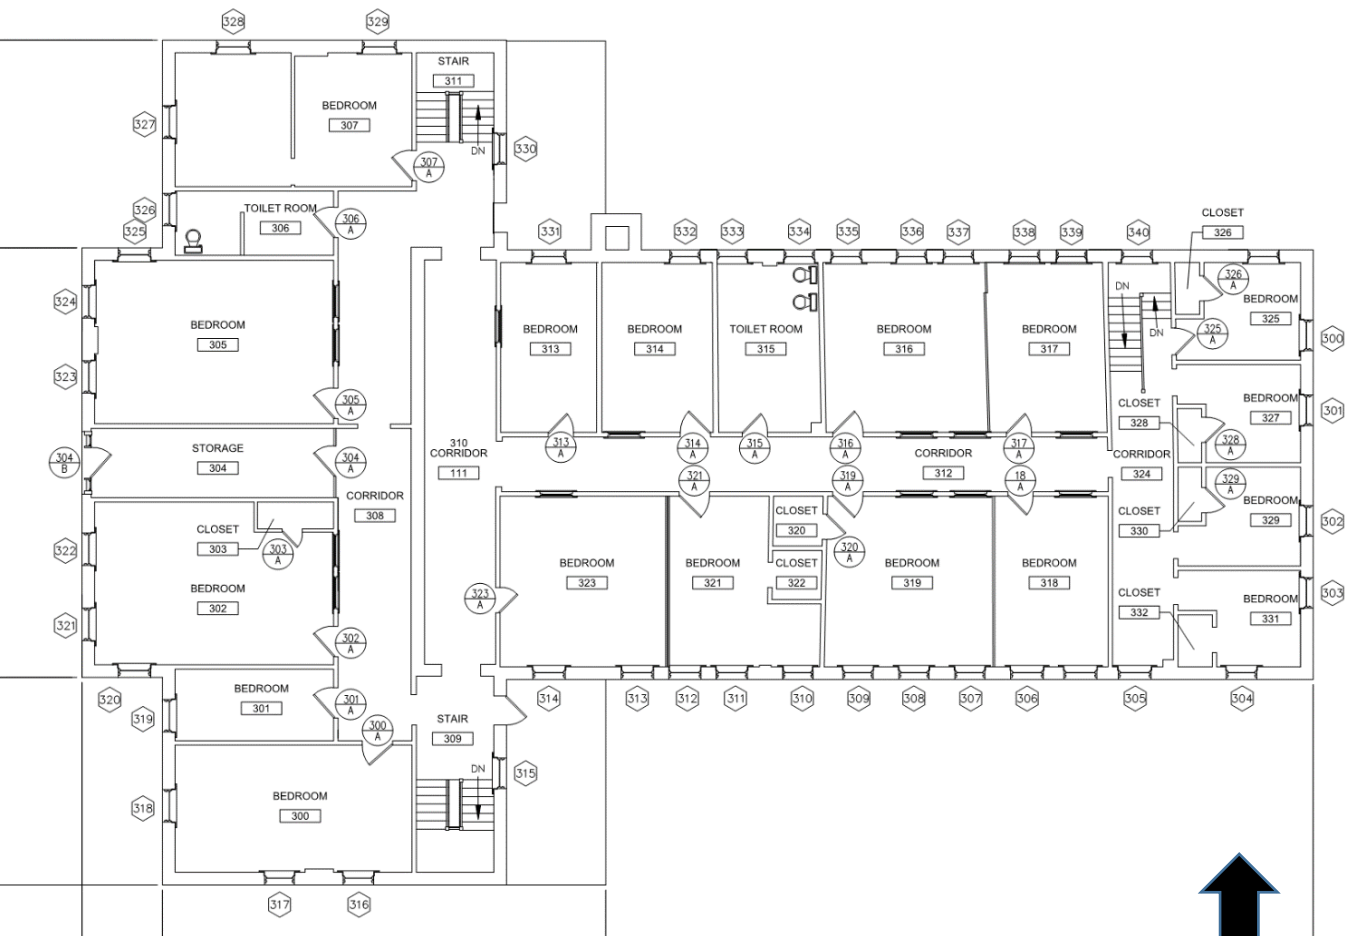 328
329
STAIR
311
BEDROOM
307
327
DN
330
307
A
326
TOILET ROOM
306
306
A
325
331
332
333
334
335
336
337
338
339
340
CLOSET
326
326
A
324
BEDROOM
305
BEDROOM
313
BEDROOM
314
TOILET ROOM
315
BEDROOM
316
BEDROOM
317
DN
DN
BEDROOM
325
325
A
300
323
305
A
CLOSET
328
BEDROOM
327
301
328
A
304
B
STORAGE
304
304
A
310
CORRIDOR
111
313
A
314
A
315
A
316
A
317
A
CORRIDOR
312
CORRIDOR
324
321
A
319
A
18
A
329
A
CORRIDOR
308
CLOSET
303
303
A
CLOSET
320
320
A
CLOSET
330
BEDROOM
329
302
322
BEDROOM
302
BEDROOM
323
323
A
BEDROOM
321
CLOSET
322
BEDROOM
319
BEDROOM
318
CLOSET
332
BEDROOM
331
303
321
302
A
320
319
BEDROOM
301
301
A
300
A
STAIR
309
314
313
312
311
310
309
308
307
306
305
304
DN
315
318
BEDROOM
300
317
316